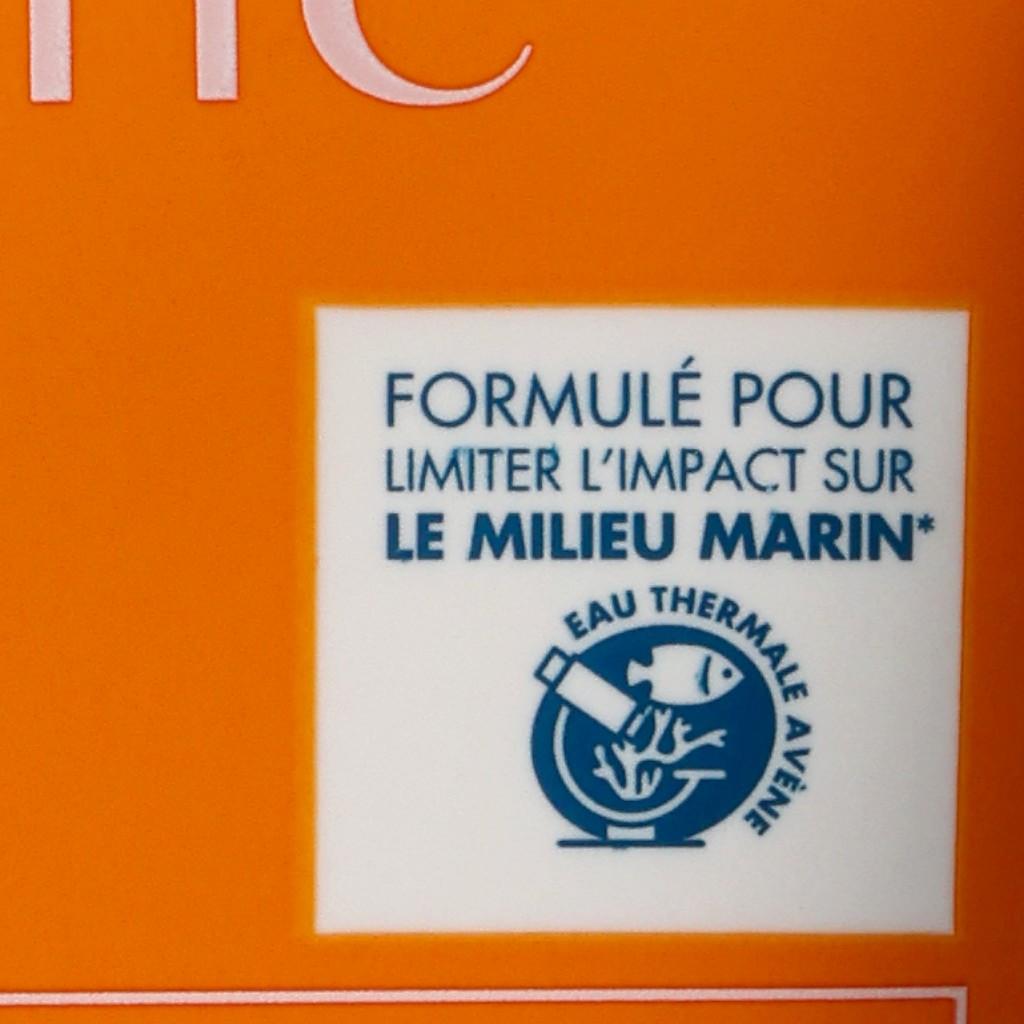 FORMULÉ POUR
LIMITER L'IMPACT SUR
LE MILIEU MARIN*
EAU THERMALE AVÈNE